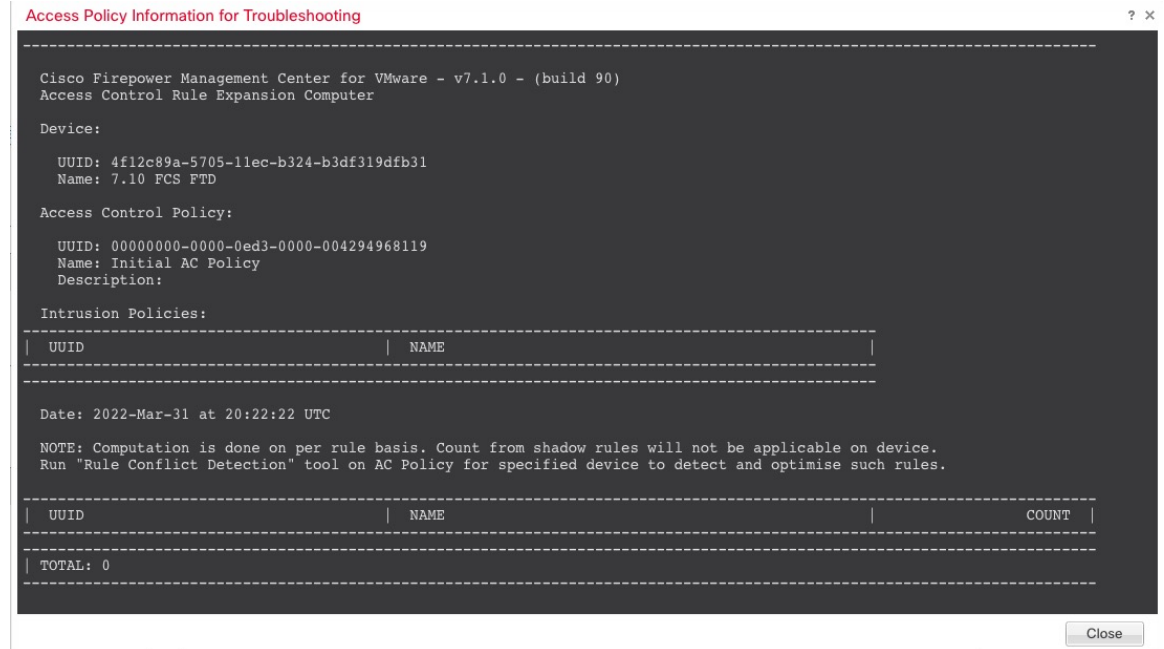 Access Policy Information for Troubleshooting ? ×
Cisco Firepower Management Center for VMware - v7.1.0 - (build 90)
Access Control Rule Expansion Computer
Device:
UUID: 4f12c89a-5705-11ec-b324-b3df319dfb31
Name: 7.10 FCS FTD
Access Control Policy:
UUID: 00000000-0000-0ed3-0000-004294968119
Name: Initial AC Policy
Description:
Intrusion Policies:
| UUID | NAME |
Date: 2022-Mar-31 at 20:22:22 UTC
NOTE: Computation is done on per rule basis. Count from shadow rules will not be applicable on device.
Run "Rule Conflict Detection" tool on AC Policy for specified device to detect and optimise such rules.
| UUID | NAME | COUNT |
| TOTAL: 0
Close